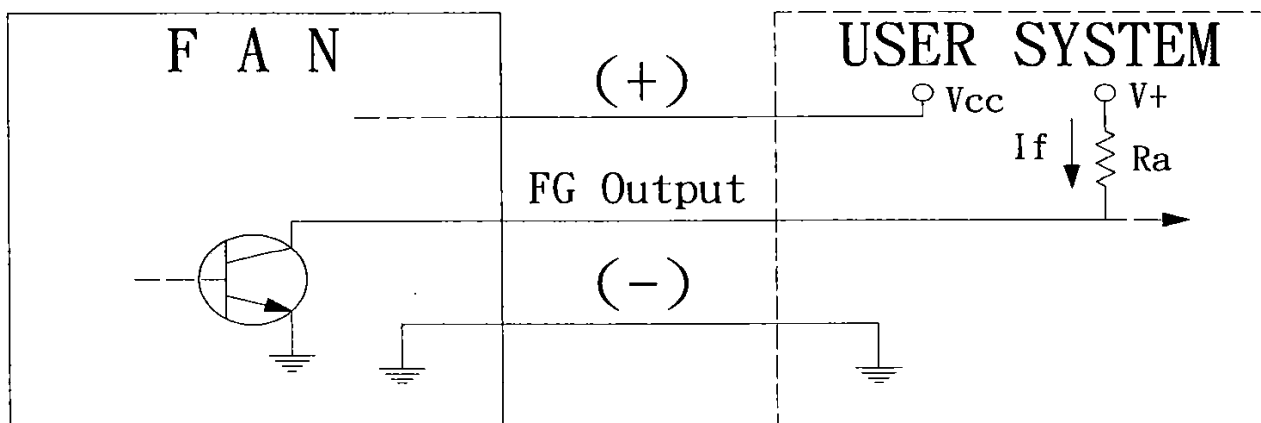 F A N
USER SYSTEM
(+)
Vcc
V+
If
Ra
FG Output
(-)